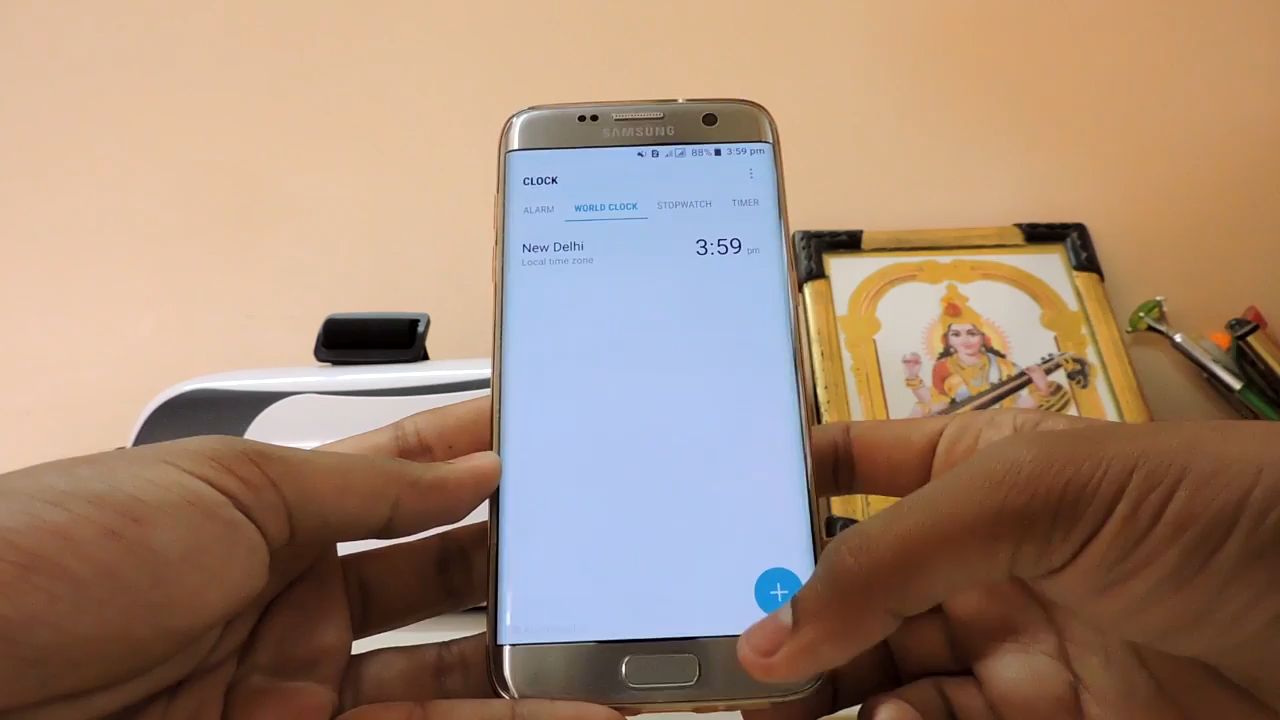 SAMSUNG
88% 3:59 pm
CLOCK
ALARM WORLD CLOCK STOPWATCH TIMER
New Delhi 3:59 pm
Local time zone